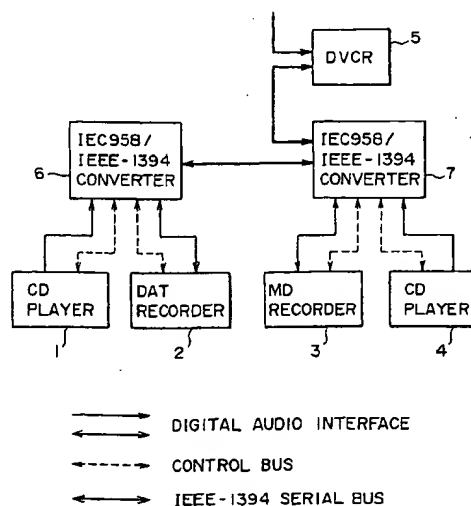 5
DVCR
6
IEC958/
IEEE-1394
CONVERTER
IEC958/
IEEE-1394
CONVERTER
7
CD
PLAYER
DAT
RECORDER
MD
RECORDER
CD
PLAYER
1
2
3
4
DIGITAL AUDIO INTERFACE
CONTROL BUS
IEEE-1394 SERIAL BUS